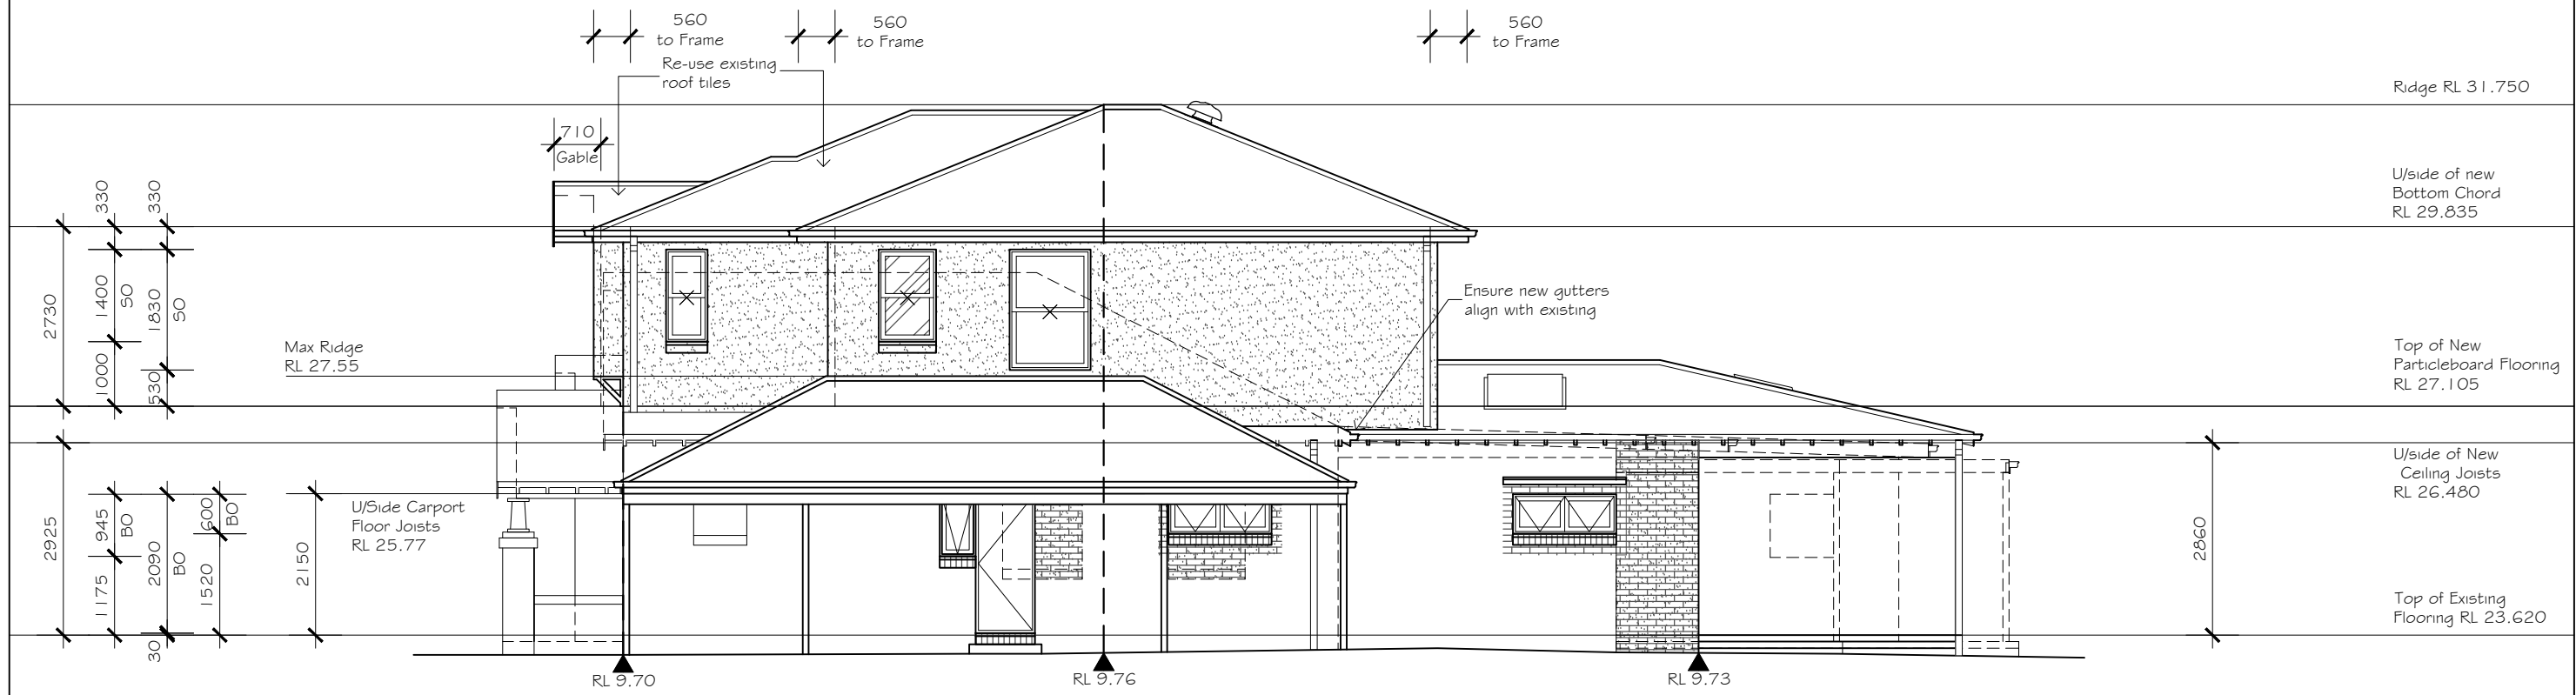 560
to Frame
560
to Frame
560
to Frame
Re-use existing
roof tiles
Ridge RL 31.750
710
Gable
U/side of new
Bottom Chord
RL 29.835
330
330
2730
1400
SO
1830
SO
1000
530
Max Ridge
RL 27.55
Ensure new gutters
align with existing
Top of New
Particleboard Flooring
RL 27.105
U/side of New
Ceiling Joists
RL 26.480
2925
945
BO
1175
2090
BO
30
600
BO
1520
2150
U/Side Carport
Floor Joists
RL 25.77
2860
Top of Existing
Flooring RL 23.620
RL 9.70
RL 9.76
RL 9.73